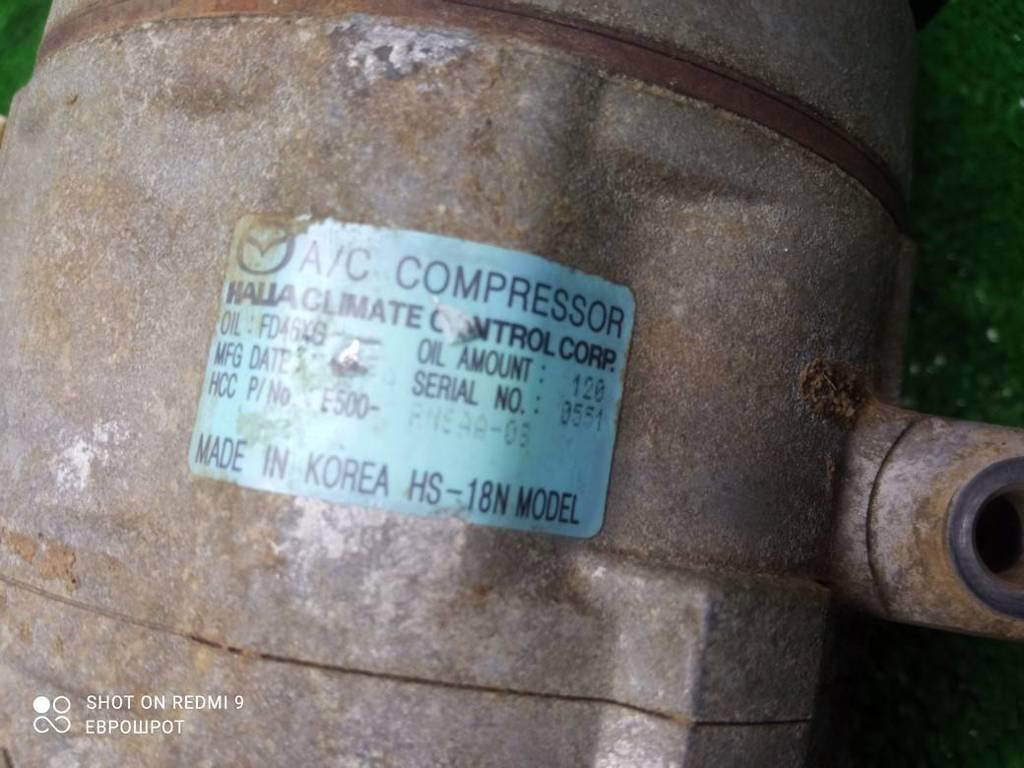 A/C COMPRESSOR
HALLA CLIMATE CONTROL CORP.
OIL : FD46XG OIL AMOUNT : 120
MFG DATE : SERIAL NO. : 0551
HCC P/No E500-
MADE IN KOREA HS-18N MODEL
SHOT ON REDMI 9
ЕВРОШРОТ